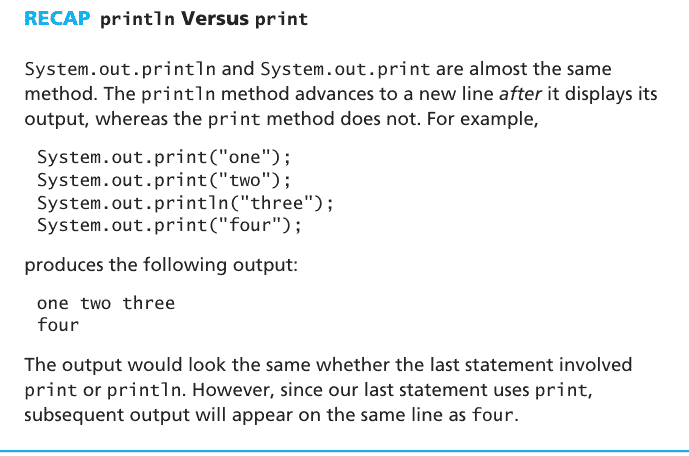 RECAP println Versus print
System.out.println and System.out.print are almost the same
method. The println method advances to a new line after it displays its
output, whereas the print method does not. For example,
System.out.print("one");
System.out.print("two");
System.out.println("three");
System.out.print("four");
produces the following output:
one two three
four
The output would look the same whether the last statement involved
print or println. However, since our last statement uses print,
subsequent output will appear on the same line as four.